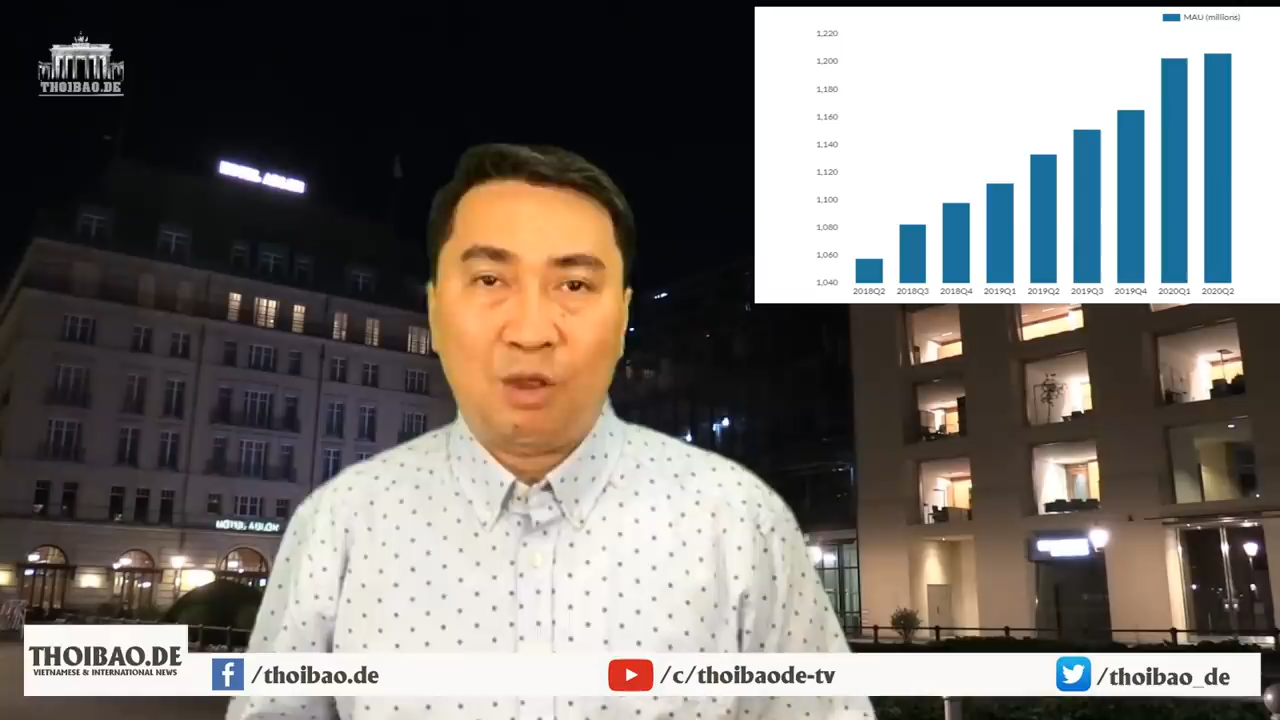 THOIBAO.DE
HOTEL ADLON
HOTEL ADLON
MAU (millions)
1,220
1,200
1,180
1,160
1,140
1,120
1,100
1,080
1,060
1,040
2018Q2 2018Q3 2018Q4 2019Q1 2019Q2 2019Q3 2019Q4 2020Q1 2020Q2
THOIBAO.DE
VIETNAMESE & INTERNATIONAL NEWS
/thoibao.de
/c/thoibaode-tv
/thoibao_de